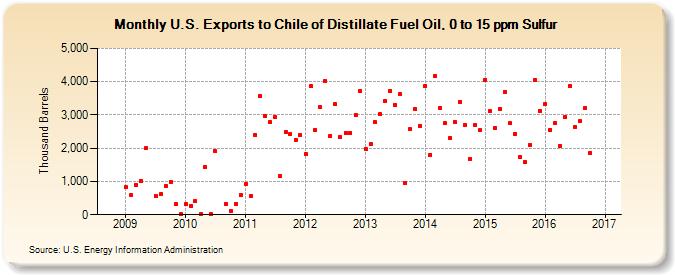 Monthly U.S. Exports to Chile of Distillate Fuel Oil, 0 to 15 ppm Sulfur
Thousand Barrels
5,000
4,000
3,000
2,000
1,000
0
2009 2010 2011 2012 2013 2014 2015 2016 2017
Source: U.S. Energy Information Administration